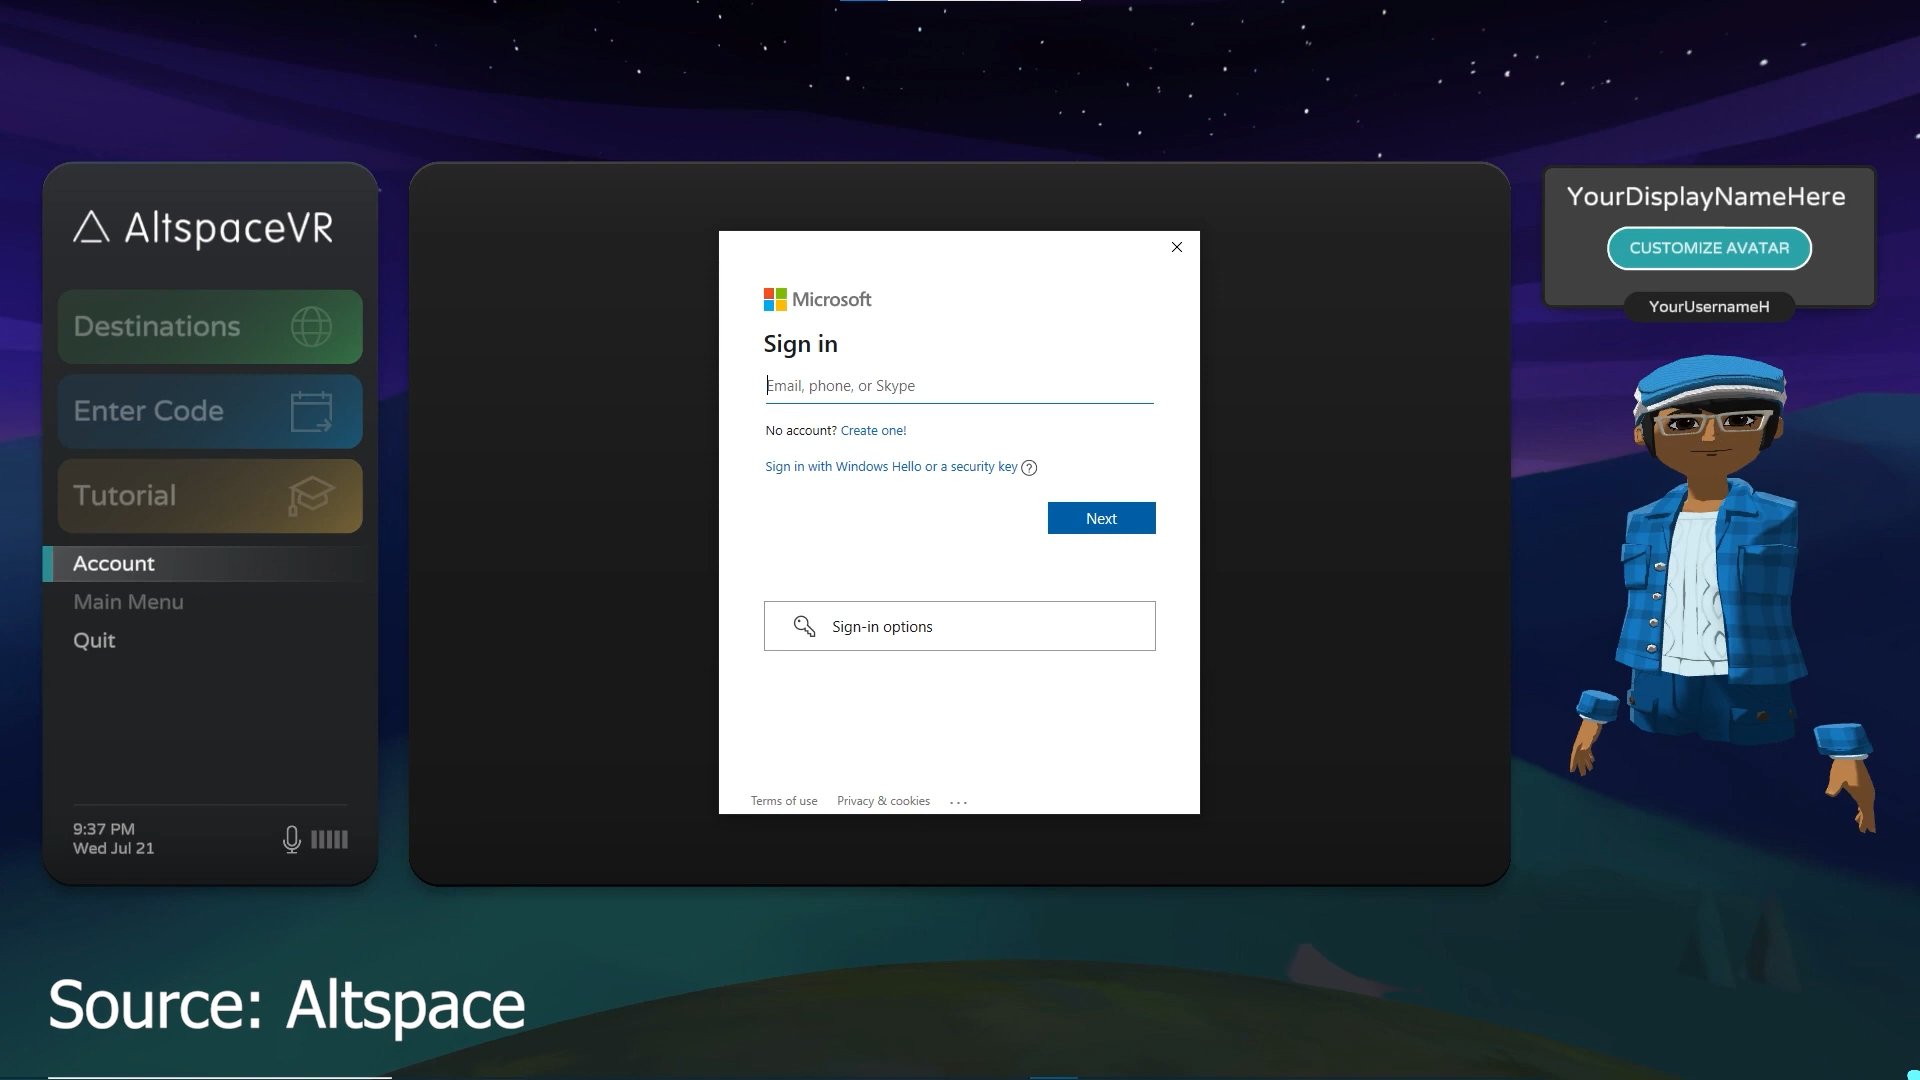 AltspaceVR
Destinations
Enter Code
Tutorial
Account
Main Menu
Quit
9:37 PM
Wed Jul 21
Microsoft
Sign in
Email, phone, or Skype
No account? Create one!
Sign in with Windows Hello or a security key
Next
Sign-in options
Terms of use Privacy & cookies ...
YourDisplayNameHere
CUSTOMIZE AVATAR
YourUsernameH
Source: Altspace